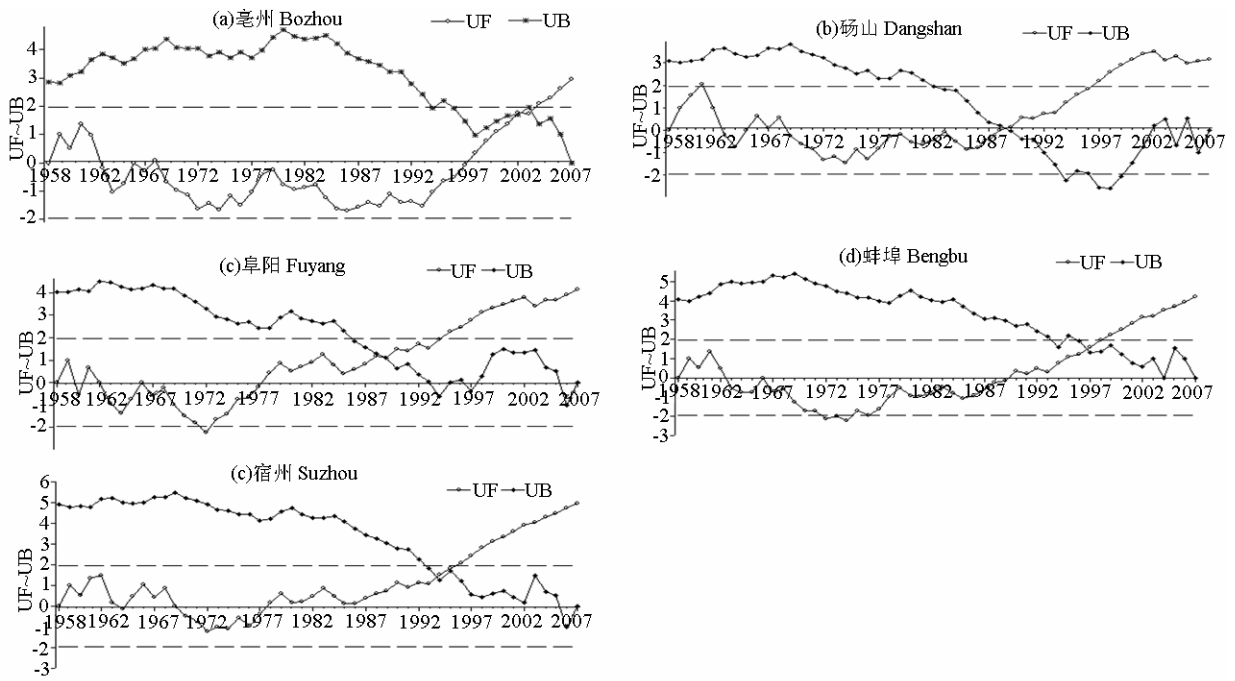 (a)亳州 Bozhou
UF UB
UF~UB
4
3
2
1
0
-1
-2
1958 1962 1967 1972 1977 1982 1987 1992 1997 2002 2007
(b)砀山 Dangshan
UF UB
UF~UB
3
2
1
0
-1
-2
1958 1962 1967 1972 1977 1982 1987 1992 1997 2002 2007
(c)阜阳 Fuyang
UF UB
UF~UB
4
3
2
1
0
-1
-2
1958 1962 1967 1972 1977 1982 1987 1992 1997 2002 2007
(d)蚌埠 Bengbu
UF UB
UF~UB
5
4
3
2
1
0
-1
-2
-3
1958 1962 1967 1972 1977 1982 1987 1992 1997 2002 2007
(c)宿州 Suzhou
UF UB
UF~UB
6
5
4
3
2
1
0
-1
-2
-3
1958 1962 1967 1972 1977 1982 1987 1992 1997 2002 2007